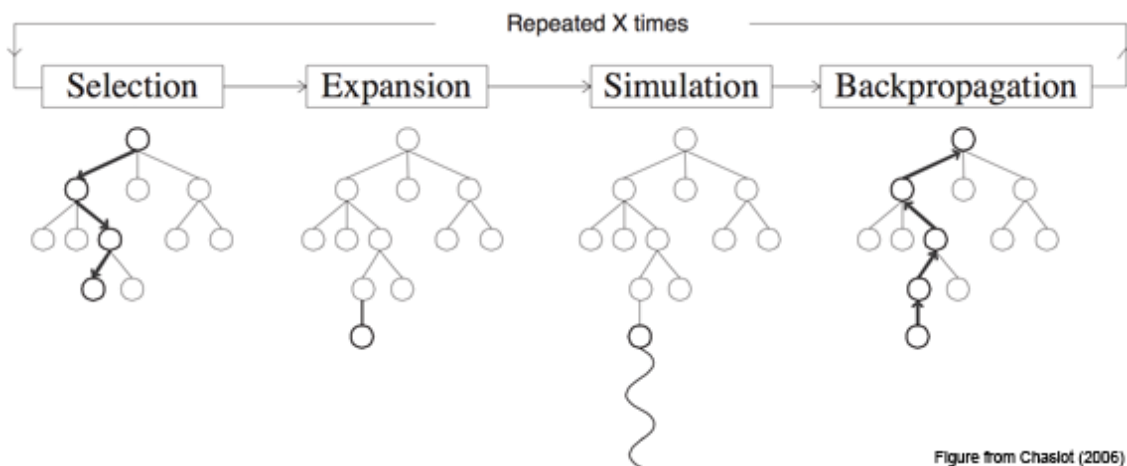 Repeated X times
Selection
Expansion
Simulation
Backpropagation
Figure from Chaslot (2006)